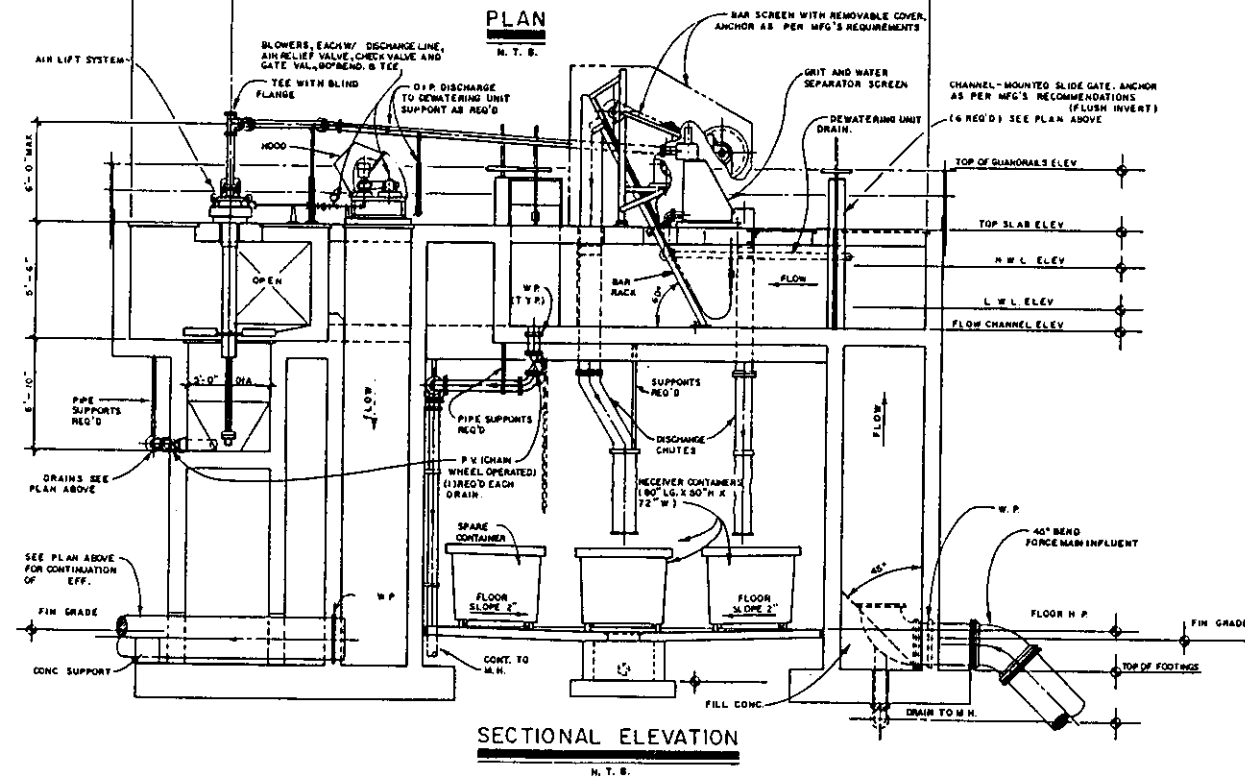 PLAN
N. T. S.
AIR LIFT SYSTEM
BLOWERS, EACH W/ DISCHARGE LINE,
AIR RELIEF VALVE, CHECK VALVE AND
GATE VAL., 90° BEND, & TEE
TEE WITH BLIND
FLANGE
D.I.P. DISCHARGE
TO DEWATERING UNIT
SUPPORT AS REQ'D
HOOD
BAR SCREEN WITH REMOVABLE COVER,
ANCHOR AS PER MFG'S REQUIREMENTS
GRIT AND WATER
SEPARATOR SCREEN
DEWATERING UNIT
DRAIN.
CHANNEL-MOUNTED SLIDE GATE. ANCHOR
AS PER MFG'S RECOMMENDATIONS
(FLUSH INVERT)
(6 REQ'D) SEE PLAN ABOVE
TOP OF GUARDRAILS ELEV
TOP SLAB ELEV
H W L ELEV
L W L. ELEV
FLOW CHANNEL ELEV
6'-0" MAX
5'-6"
6'-10"
OPEN
W.P.
(TYP.)
BAR
RACK
60°
FLOW
5'-0" DIA
PIPE
SUPPORTS
REQ'D
FLOW
PIPE SUPPORTS
REQ'D
SUPPORTS
REQ'D
DISCHARGE
CHUTES
FLOW
DRAINS SEE
PLAN ABOVE
P.V. (CHAIN
WHEEL OPERATED)
(1) REQ'D EACH
DRAIN.
RECEIVER CONTAINERS
(80" LG. X 50" H X
72" W)
SPARE
CONTAINER
W. P.
45° BEND
FORCE MAIN INFLUENT
45°
SEE PLAN ABOVE
FOR CONTINUATION
OF EFF.
W P
FLOOR
SLOPE 2"
FLOOR
SLOPE 2"
FIN GRADE
FLOOR H P.
FIN GRADE
CONC SUPPORT
CONT. TO
M.H.
TOP OF FOOTINGS
FILL CONC.
DRAIN TO M.H.
SECTIONAL ELEVATION
N. T. S.